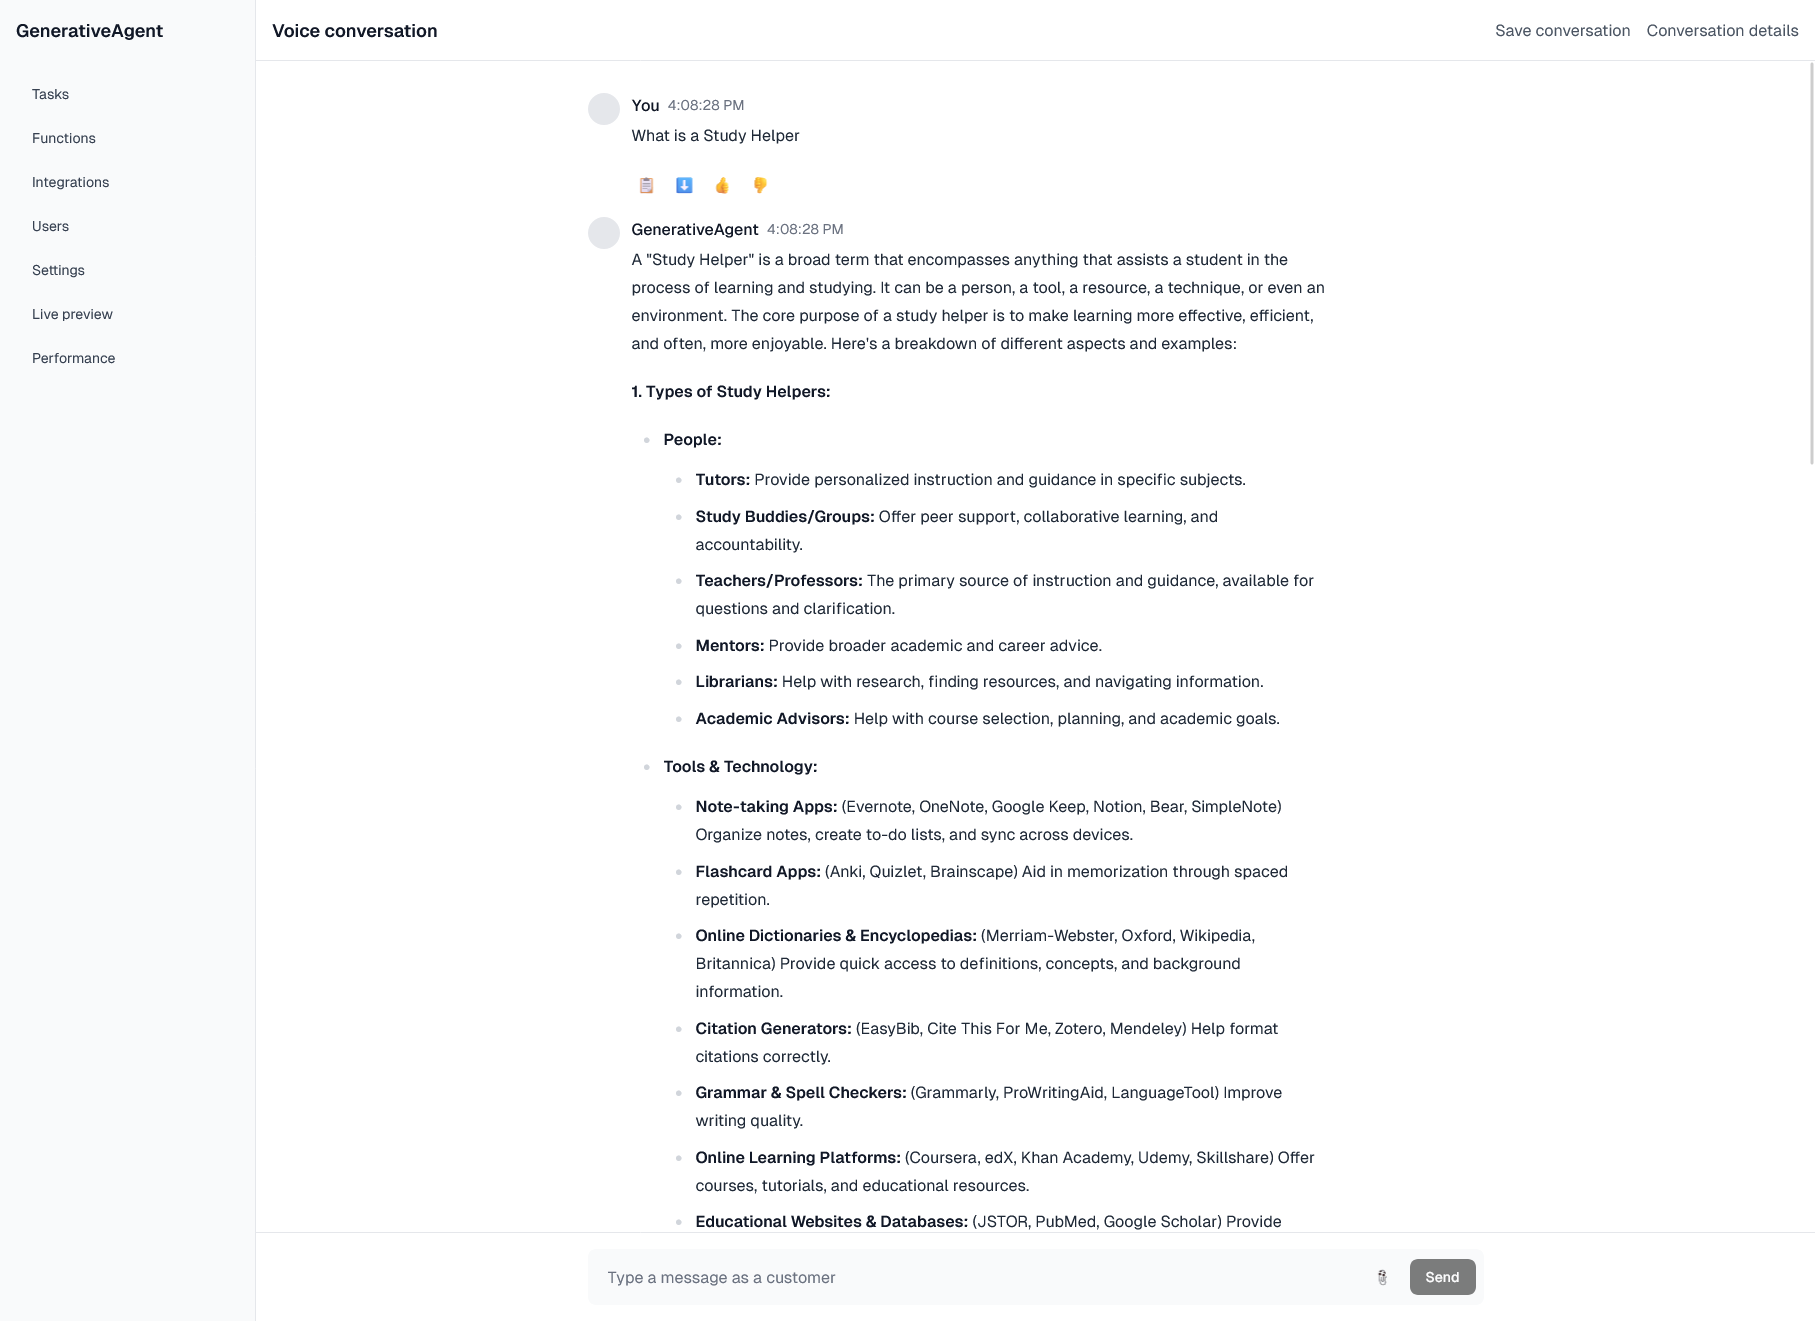 GenerativeAgent
Tasks
Functions
Integrations
Users
Settings
Live preview
Performance
Voice conversation
Save conversation
Conversation details
You 4:08:28 PM
What is a Study Helper
GenerativeAgent 4:08:28 PM
A "Study Helper" is a broad term that encompasses anything that assists a student in the
process of learning and studying. It can be a person, a tool, a resource, a technique, or even an
environment. The core purpose of a study helper is to make learning more effective, efficient,
and often, more enjoyable. Here's a breakdown of different aspects and examples:
1. Types of Study Helpers:
People:
Tutors: Provide personalized instruction and guidance in specific subjects.
Study Buddies/Groups: Offer peer support, collaborative learning, and
accountability.
Teachers/Professors: The primary source of instruction and guidance, available for
questions and clarification.
Mentors: Provide broader academic and career advice.
Librarians: Help with research, finding resources, and navigating information.
Academic Advisors: Help with course selection, planning, and academic goals.
Tools & Technology:
Note-taking Apps: (Evernote, OneNote, Google Keep, Notion, Bear, SimpleNote)
Organize notes, create to-do lists, and sync across devices.
Flashcard Apps: (Anki, Quizlet, Brainscape) Aid in memorization through spaced
repetition.
Online Dictionaries & Encyclopedias: (Merriam-Webster, Oxford, Wikipedia,
Britannica) Provide quick access to definitions, concepts, and background
information.
Citation Generators: (EasyBib, Cite This For Me, Zotero, Mendeley) Help format
citations correctly.
Grammar & Spell Checkers: (Grammarly, ProWritingAid, LanguageTool) Improve
writing quality.
Online Learning Platforms: (Coursera, edX, Khan Academy, Udemy, Skillshare) Offer
courses, tutorials, and educational resources.
Educational Websites & Databases: (JSTOR, PubMed, Google Scholar) Provide
Type a message as a customer
Send